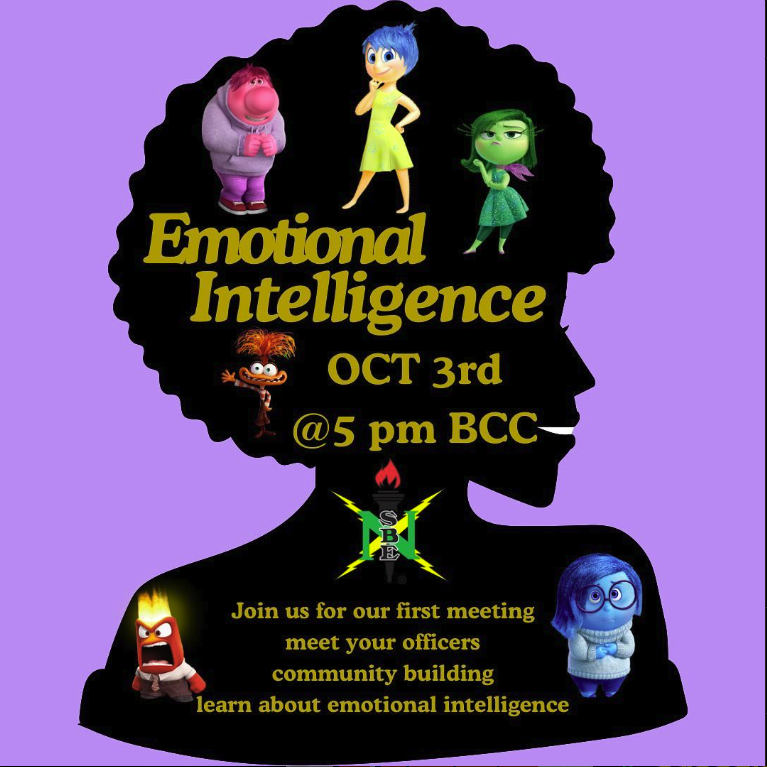 Emotional
Intelligence
OCT 3rd
@5 pm BCC
N
SBE
Join us for our first meeting
meet your officers
community building
learn about emotional intelligence